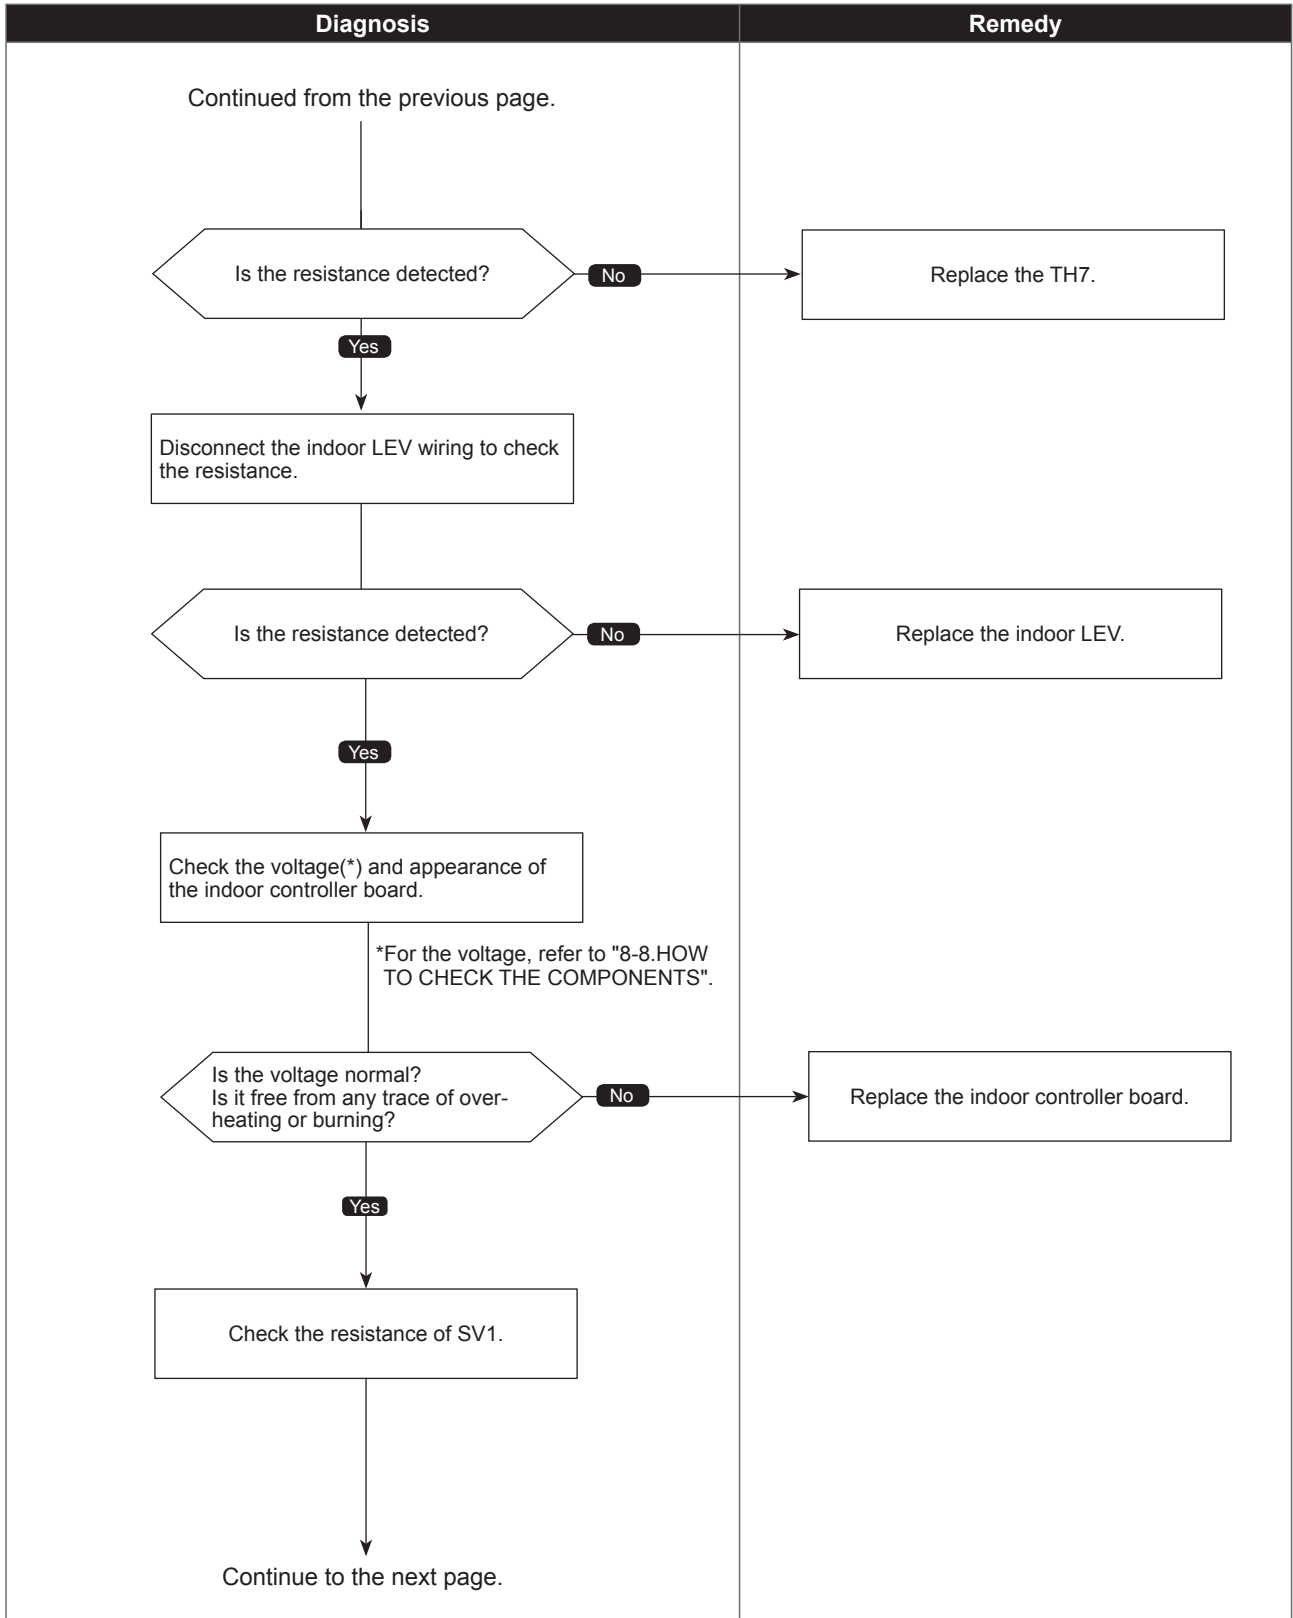 Diagnosis
Remedy
Continued from the previous page.
Is the resistance detected?
No
Replace the TH7.
Yes
Disconnect the indoor LEV wiring to check
the resistance.
Is the resistance detected?
No
Replace the indoor LEV.
Yes
Check the voltage(*) and appearance of
the indoor controller board.
*For the voltage, refer to "8-8.HOW
TO CHECK THE COMPONENTS".
Is the voltage normal?
Is it free from any trace of over-
heating or burning?
No
Replace the indoor controller board.
Yes
Check the resistance of SV1.
Continue to the next page.